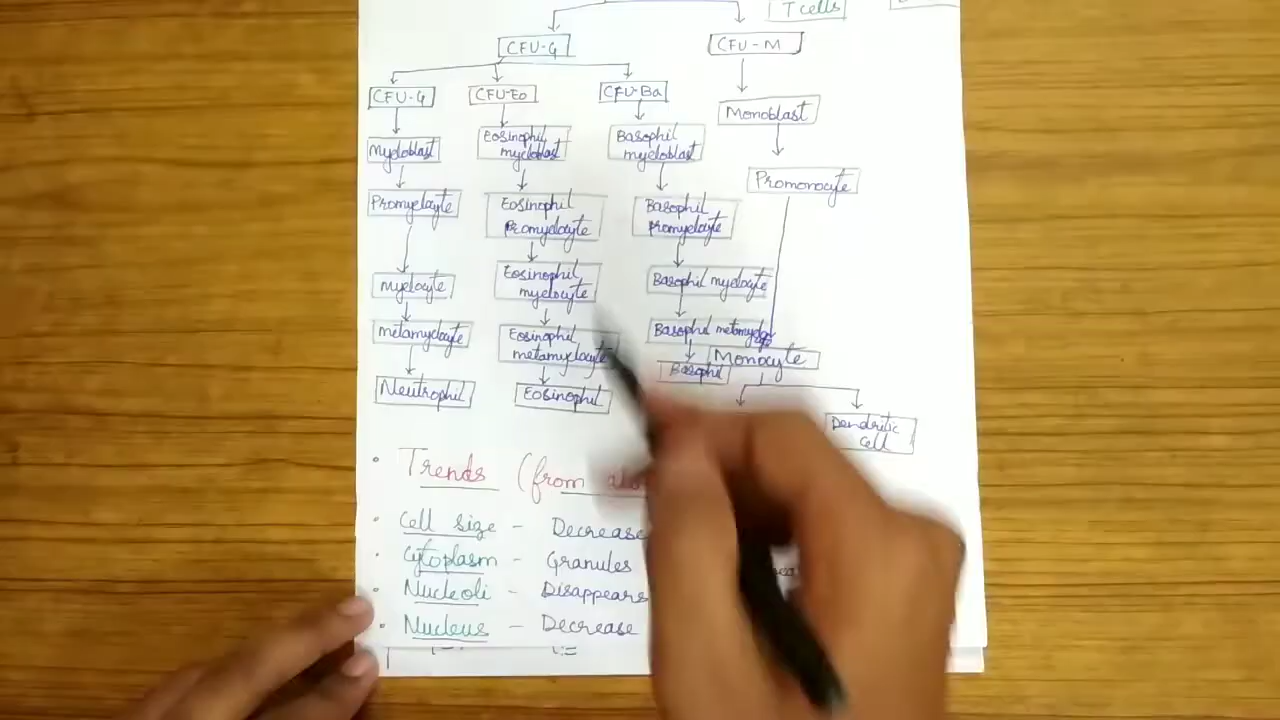 T cells
CFU-G
CFU-M
CFU-G
CFU-Eo
CFU-Ba
Monoblast
Myeloblast
Eosinophil
myeloblast
Basophil
myeloblast
Promonocyte
Promyelocyte
Eosinophil
Promyelocyte
Basophil
Promyelocyte
myelocyte
Eosinophil
myelocyte
Basophil myelocyte
metamyelocyte
Eosinophil
metamyelocyte
Basophil
Monocyte
Basophil
Neutrophil
Eosinophil
Dendritic
cell
Trends (from
Cell size - Decrease
Cytoplasm - Granules
Nucleoli - Disappears
Nucleus - Decrease